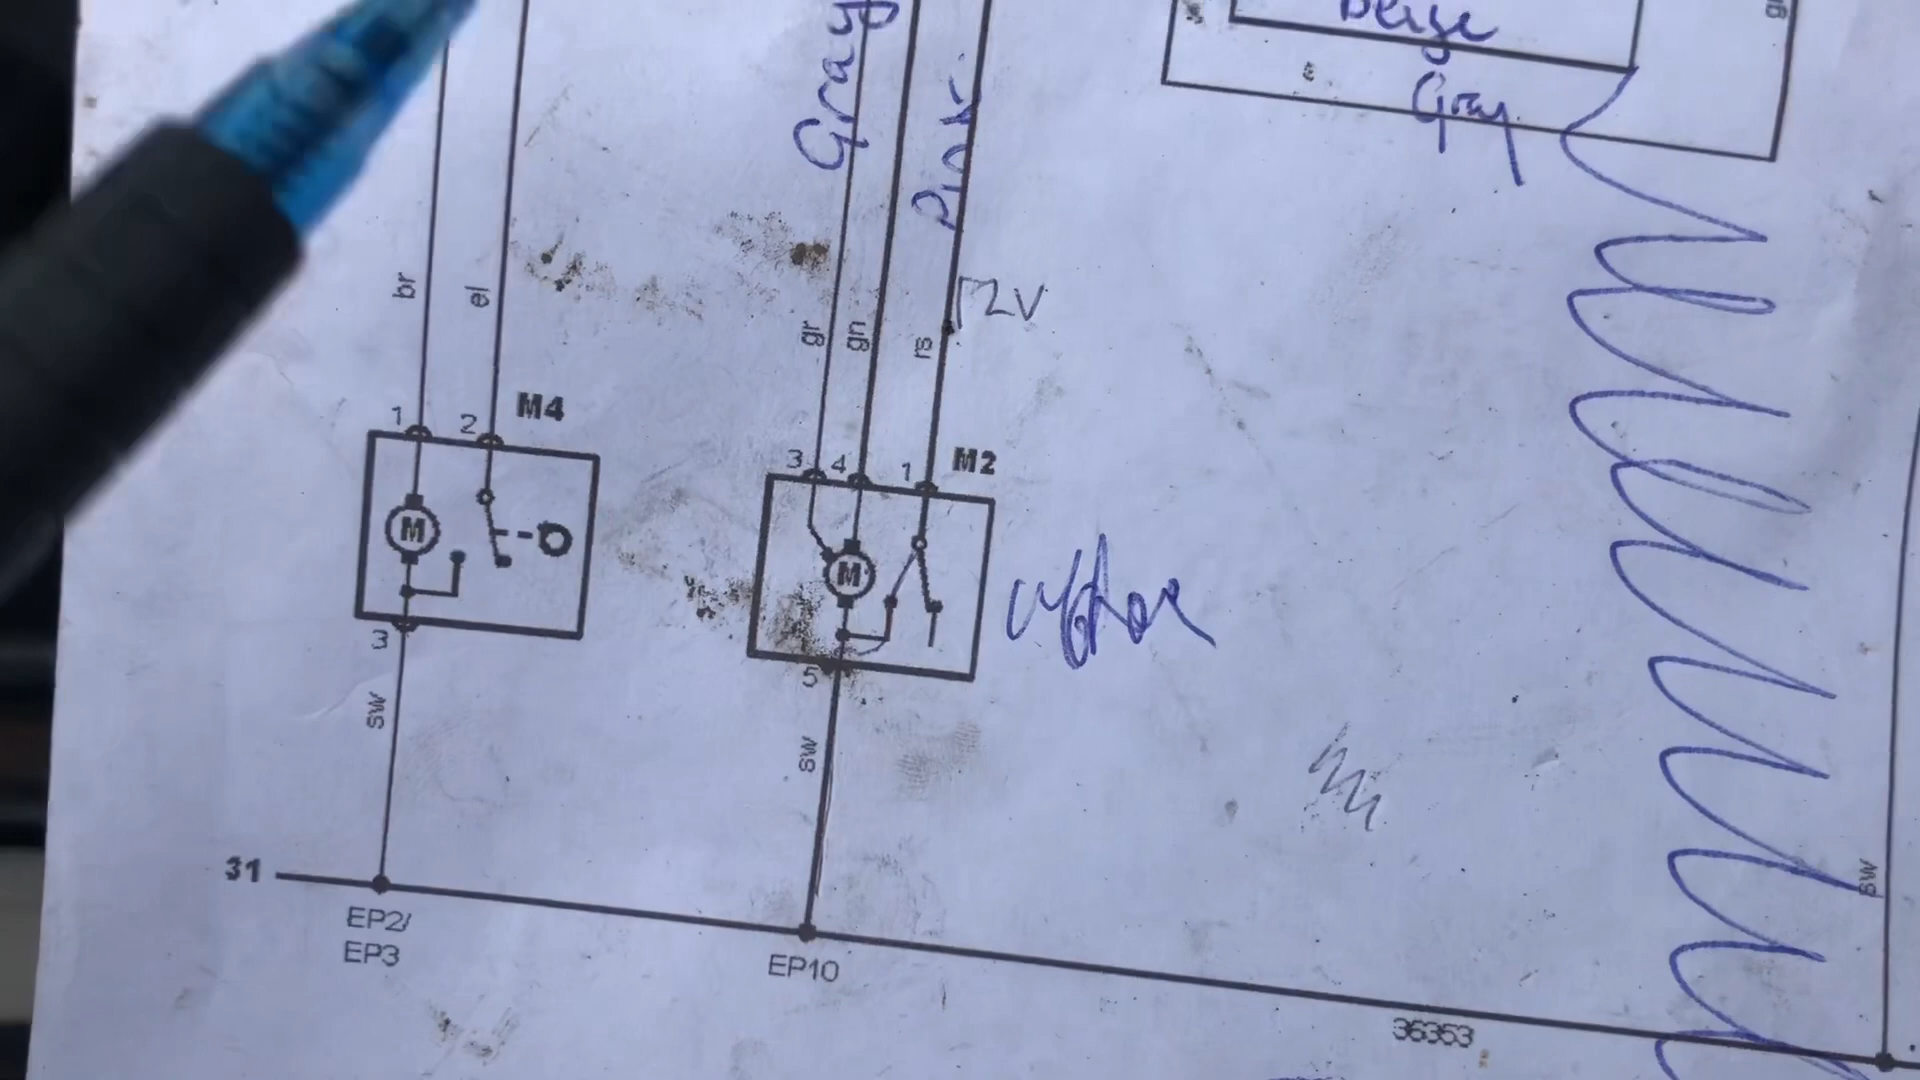 Beige
Gray
Gray
Pink
br
el
gr
gn
rs
12V
1
2
M4
3
4
1
M2
M
M
Motor
3
5
sw
sw
sw
31
EP2/
EP3
EP10
36353